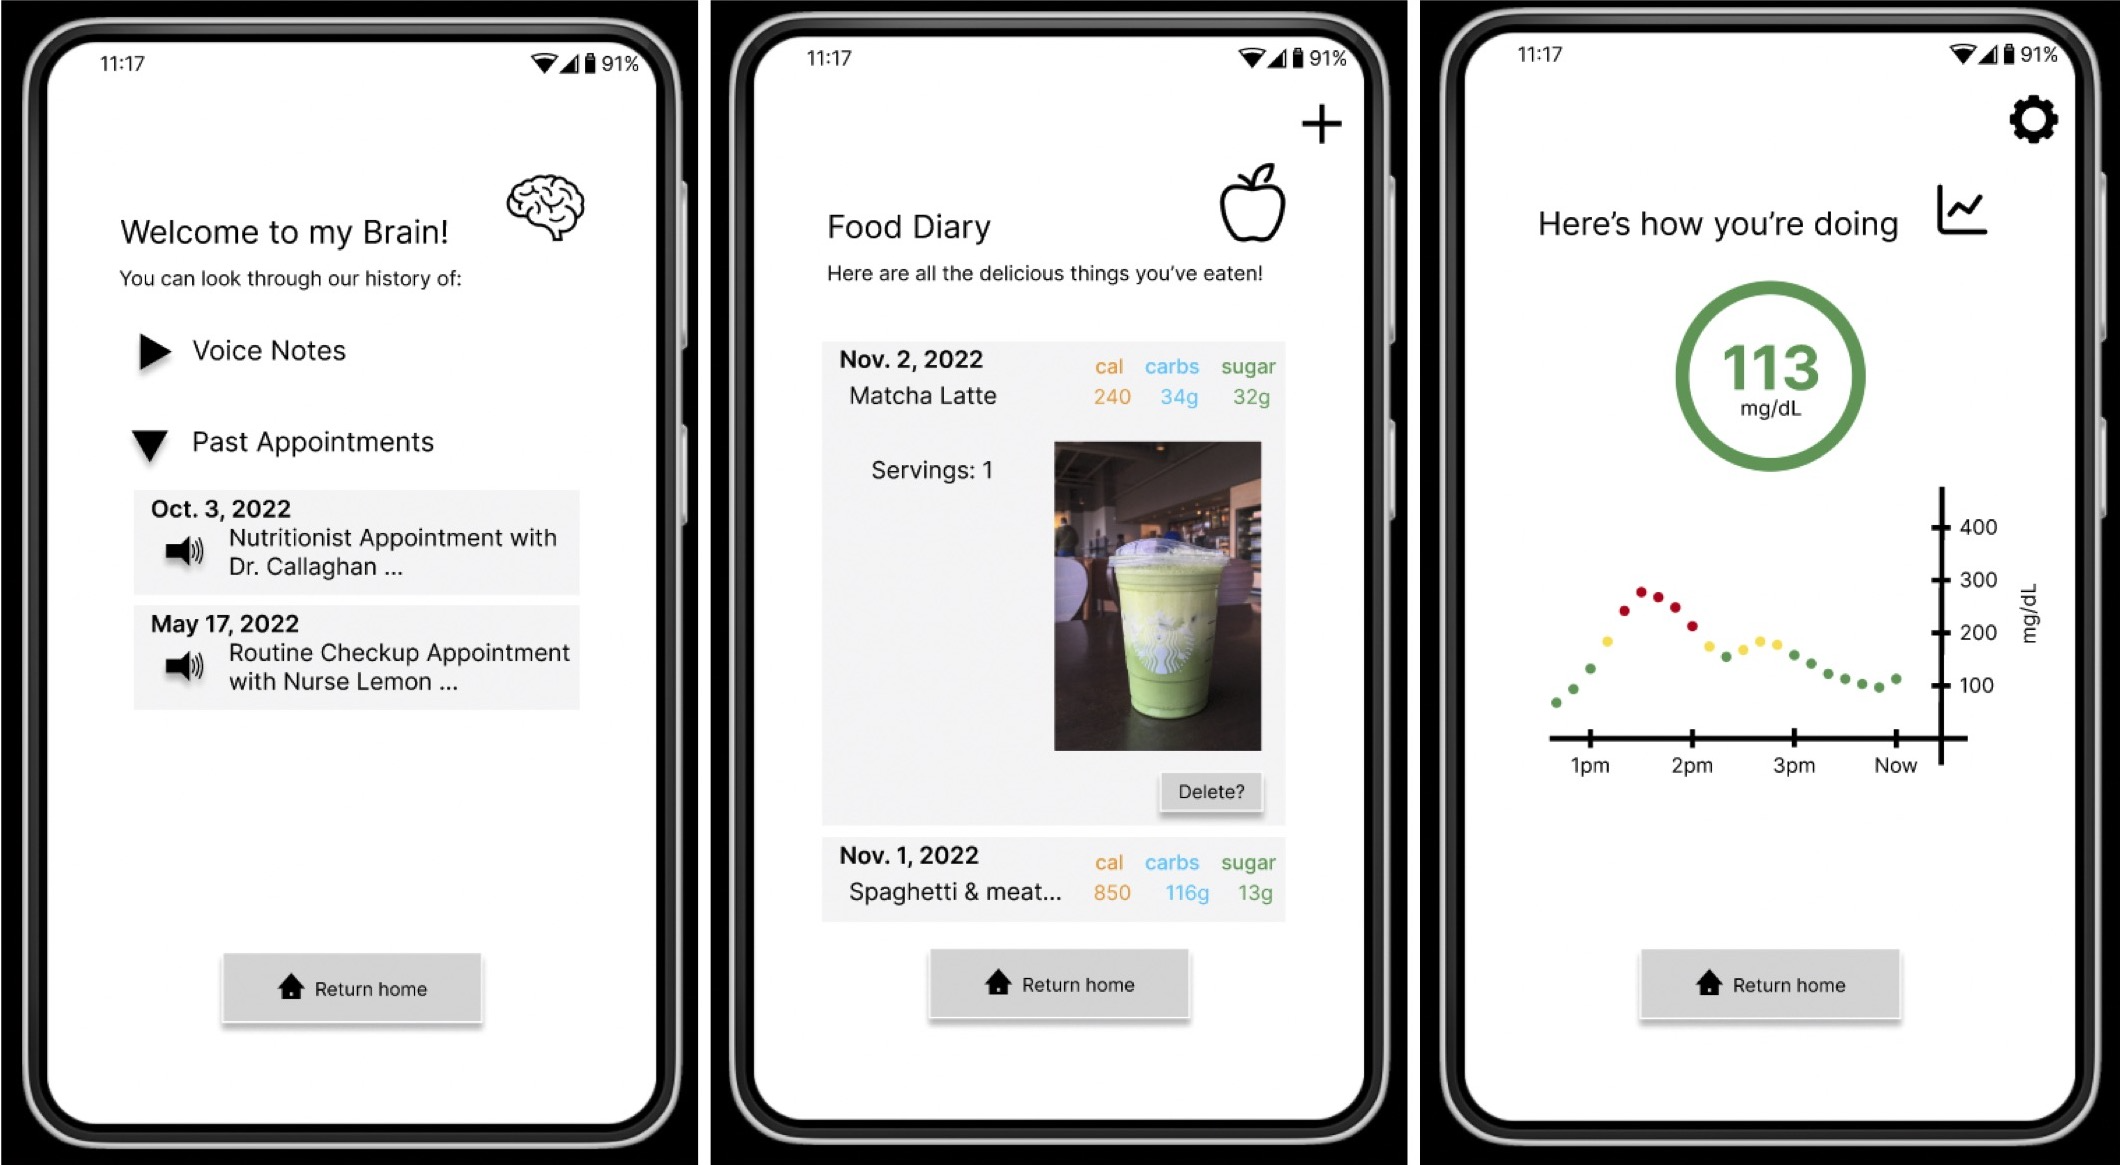 11:17
91%
Welcome to my Brain!
You can look through our history of:
Voice Notes
Past Appointments
Oct. 3, 2022
Nutritionist Appointment with
Dr. Callaghan ...
May 17, 2022
Routine Checkup Appointment
with Nurse Lemon ...
Return home
11:17
91%
Food Diary
Here are all the delicious things you've eaten!
Nov. 2, 2022
cal carbs sugar
Matcha Latte
240 34g 32g
Servings: 1
Delete?
Nov. 1, 2022
cal carbs sugar
Spaghetti & meat...
850 116g 13g
Return home
11:17
91%
Here's how you're doing
113
mg/dL
400
300
200
100
mg/dL
1pm 2pm 3pm Now
Return home